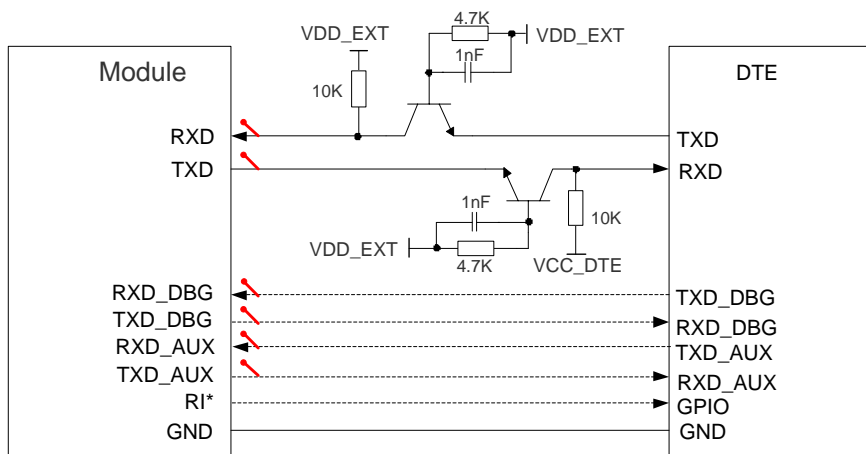 4.7K
VDD_EXT
VDD_EXT
1nF
Module
DTE
10K
RXD
TXD
TXD
RXD
1nF
10K
VDD_EXT
4.7K
VCC_DTE
RXD_DBG
TXD_DBG
TXD_DBG
RXD_DBG
RXD_AUX
TXD_AUX
TXD_AUX
RXD_AUX
RI*
GPIO
GND
GND